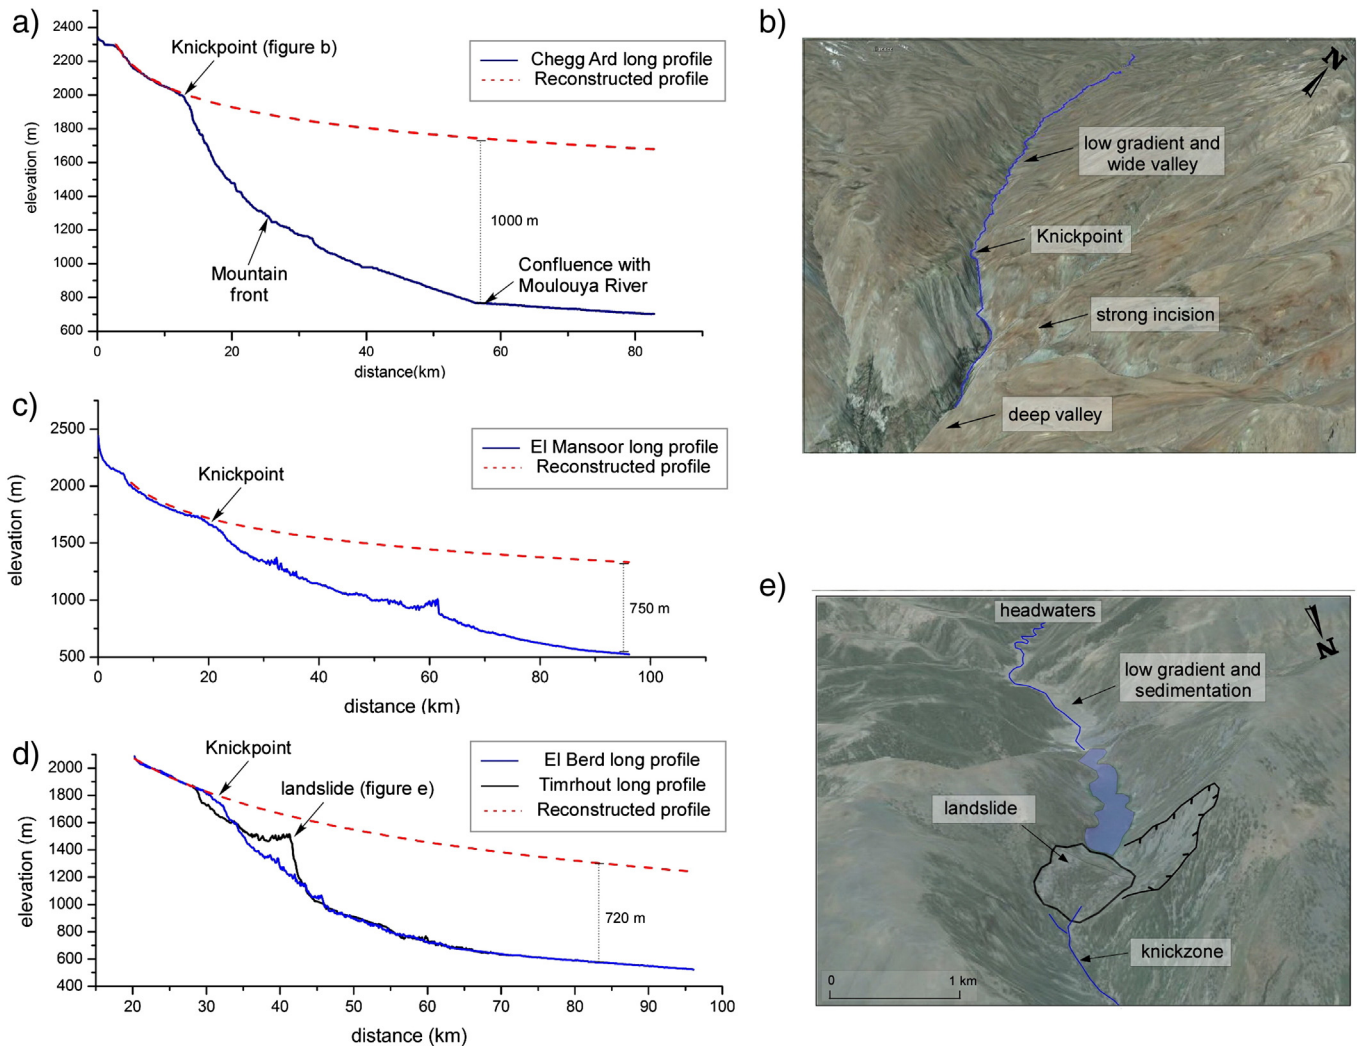 a)
2400
2200
2000
1800
1600
1400
1200
1000
800
600
elevation (m)
0
20
40
60
80
distance(km)
Knickpoint (figure b)
Chegg Ard long profile
Reconstructed profile
1000 m
Mountain
front
Confluence with
Moulouya River
b)
N
low gradient and
wide valley
Knickpoint
strong incision
deep valley
c)
2500
2000
1500
1000
500
elevation (m)
0
20
40
60
80
100
distance (km)
Knickpoint
El Mansoor long profile
Reconstructed profile
750 m
d)
2000
1800
1600
1400
1200
1000
800
600
400
elevation (m)
20
30
40
50
60
70
80
90
100
distance (km)
Knickpoint
landslide (figure e)
El Berd long profile
Timrhout long profile
Reconstructed profile
720 m
e)
headwaters
N
low gradient and
sedimentation
landslide
knickzone
0
1 km